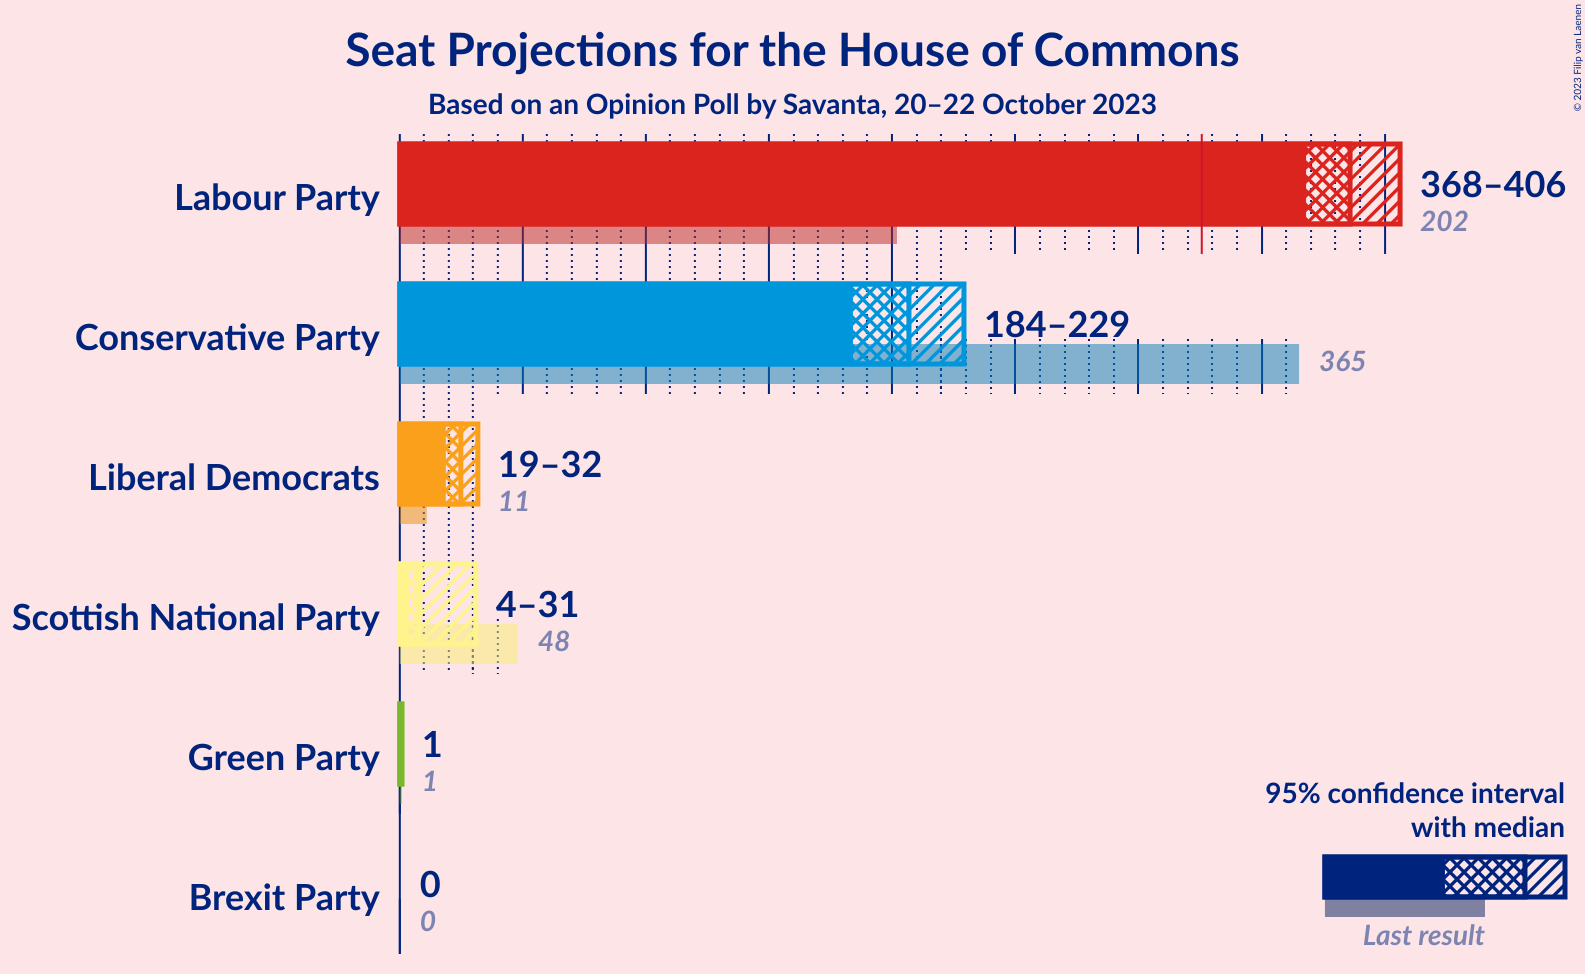 Seat Projections for the House of Commons
Based on an Opinion Poll by Savanta, 20–22 October 2023
© 2023 Filip van Laenen
Labour Party
368–406
202
Conservative Party
184–229
365
Liberal Democrats
19–32
11
Scottish National Party
4–31
48
Green Party
1
1
Brexit Party
0
0
95% confidence interval
with median
Last result